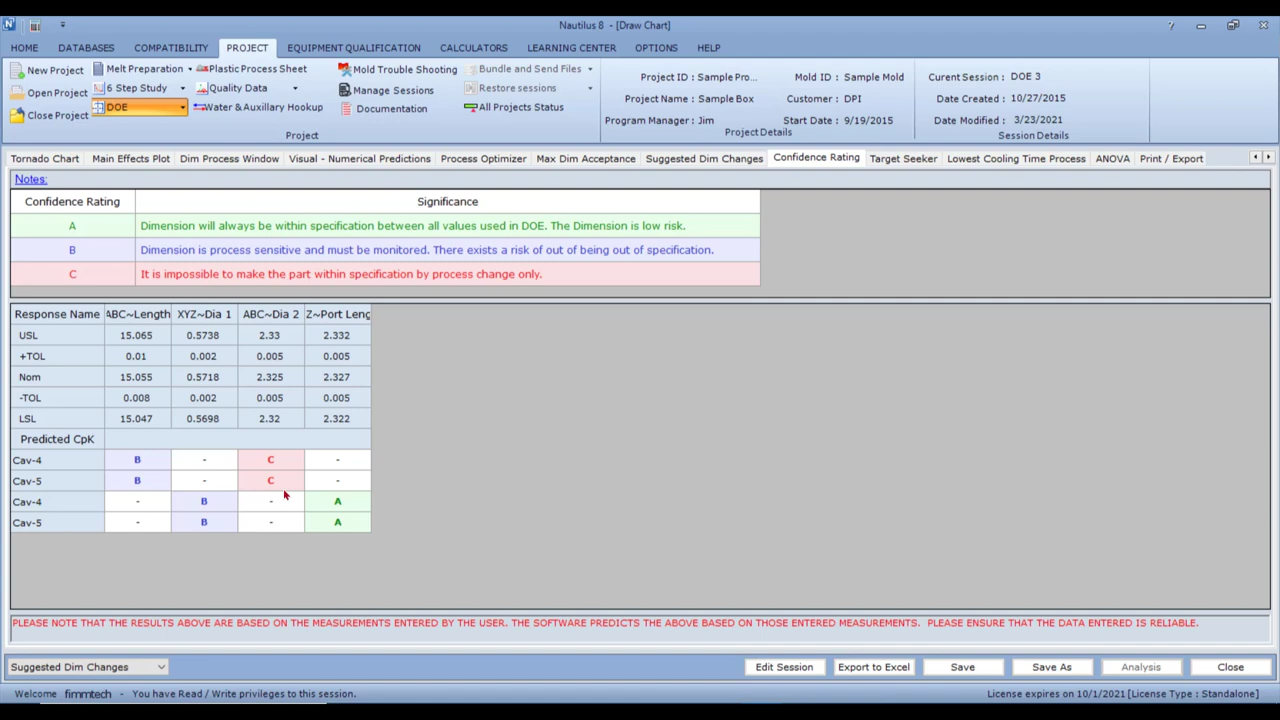 Nautilus 8 - [Draw Chart]
HOME DATABASES COMPATIBILITY PROJECT EQUIPMENT QUALIFICATION CALCULATORS LEARNING CENTER OPTIONS HELP
New Project Melt Preparation Plastic Process Sheet Mold Trouble Shooting Bundle and Send Files
Open Project 6 Step Study Quality Data Manage Sessions Restore sessions
Close Project DOE Water & Auxiliary Hookup Documentation All Projects Status
Project
Project ID : Sample Pro... Mold ID : Sample Mold
Project Name : Sample Box Customer : DPI
Program Manager : Jim Start Date : 9/19/2015
Project Details
Curent Session : DOE 3
Date Created : 10/27/2015
Date Modified : 3/23/2021
Session Details
Tornado Chart Main Effects Plot Dim Process Window Visual - Numerical Predictions Process Optimizer Max Dim Acceptance Suggested Dim Changes Confidence Rating Target Seeker Lowest Cooling Time Process ANOVA Print / Export
Notes:
Confidence Rating Significance
A Dimension will always be within specification between all values used in DOE. The Dimension is low risk.
B Dimension is process sensitive and must be monitored. There exists a risk of out of being out of specification.
C It is impossible to make the part within specification by process change only.
Response Name ABC~Length XYZ~Dia 1 ABC~Dia 2 Z~Port Leng
USL 15.065 0.5738 2.33 2.332
+TOL 0.01 0.002 0.005 0.005
Nom 15.055 0.5718 2.325 2.327
-TOL 0.008 0.002 0.005 0.005
LSL 15.047 0.5698 2.32 2.322
Predicted CpK
Cav-4 B - C -
Cav-5 B - C -
Cav-4 - B - A
Cav-5 - B - A
PLEASE NOTE THAT THE RESULTS ABOVE ARE BASED ON THE MEASUREMENTS ENTERED BY THE USER. THE SOFTWARE PREDICTS THE ABOVE BASED ON THOSE ENTERED MEASUREMENTS. PLEASE ENSURE THAT THE DATA ENTERED IS RELIABLE.
Suggested Dim Changes Edit Session Export to Excel Save Save As Analysis Close
Welcome fimmtech - You have Read / Write privileges to this session. License expires on 10/1/2021 [License Type : Standalone]